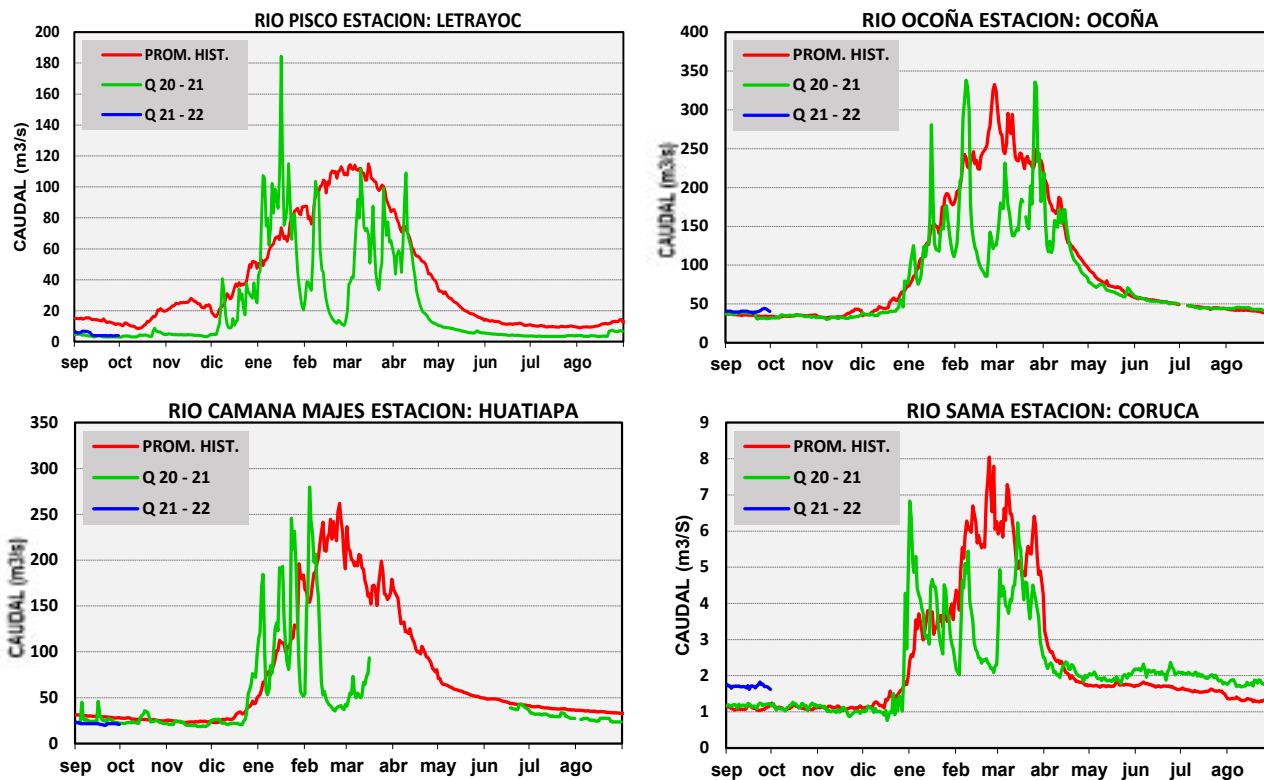 RIO PISCO ESTACION: LETRAYOC
200
180
160
140
120
100
80
60
40
20
0
CAUDAL (m3/s)
PROM. HIST.
Q 20 - 21
Q 21 - 22
sep oct nov dic ene feb mar abr may jun jul ago
RIO OCOÑA ESTACION: OCOÑA
400
350
300
250
200
150
100
50
0
CAUDAL (m3/s)
PROM. HIST.
Q 20 - 21
Q 21 - 22
sep oct nov dic ene feb mar abr may jun jul ago
RIO CAMANA MAJES ESTACION: HUATIAPA
350
300
250
200
150
100
50
0
CAUDAL (m3/s)
PROM. HIST.
Q 20 - 21
Q 21 - 22
sep oct nov dic ene feb mar abr may jun jul ago
RIO SAMA ESTACION: CORUCA
9
8
7
6
5
4
3
2
1
0
CAUDAL (m3/S)
PROM. HIST.
Q 20 - 21
Q 21 - 22
sep oct nov dic ene feb mar abr may jun jul ago